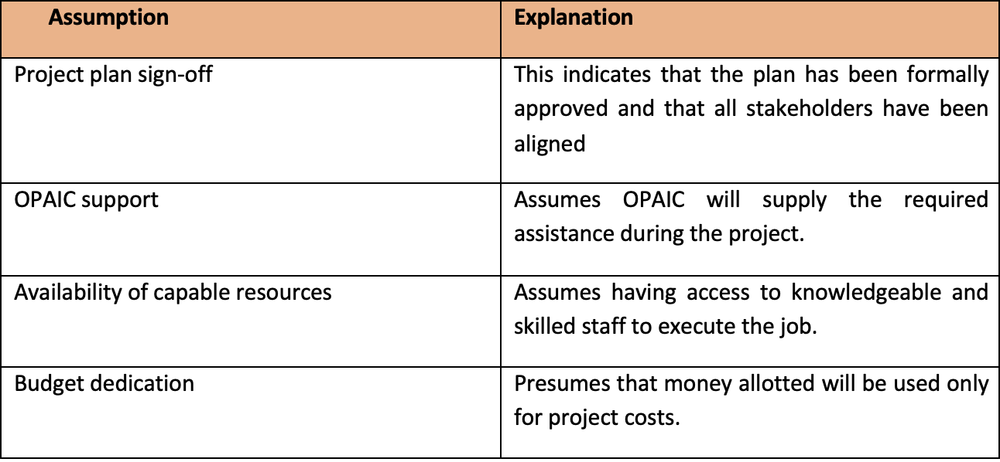 Assumption
Explanation
Project plan sign-off
This indicates that the plan has been formally
approved and that all stakeholders have been
aligned
OPAIC support
Assumes OPAIC will supply the required
assistance during the project.
Availability of capable resources
Assumes having access to knowledgeable and
skilled staff to execute the job.
Budget dedication
Presumes that money allotted will be used only
for project costs.